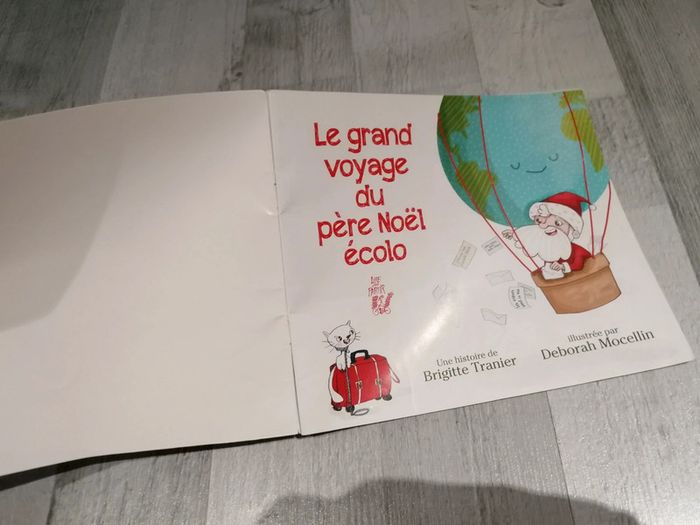 Le grand
voyage
du
père Noël
écolo
Une histoire de
Brigitte Tranier
illustrée par
Deborah Mocellin